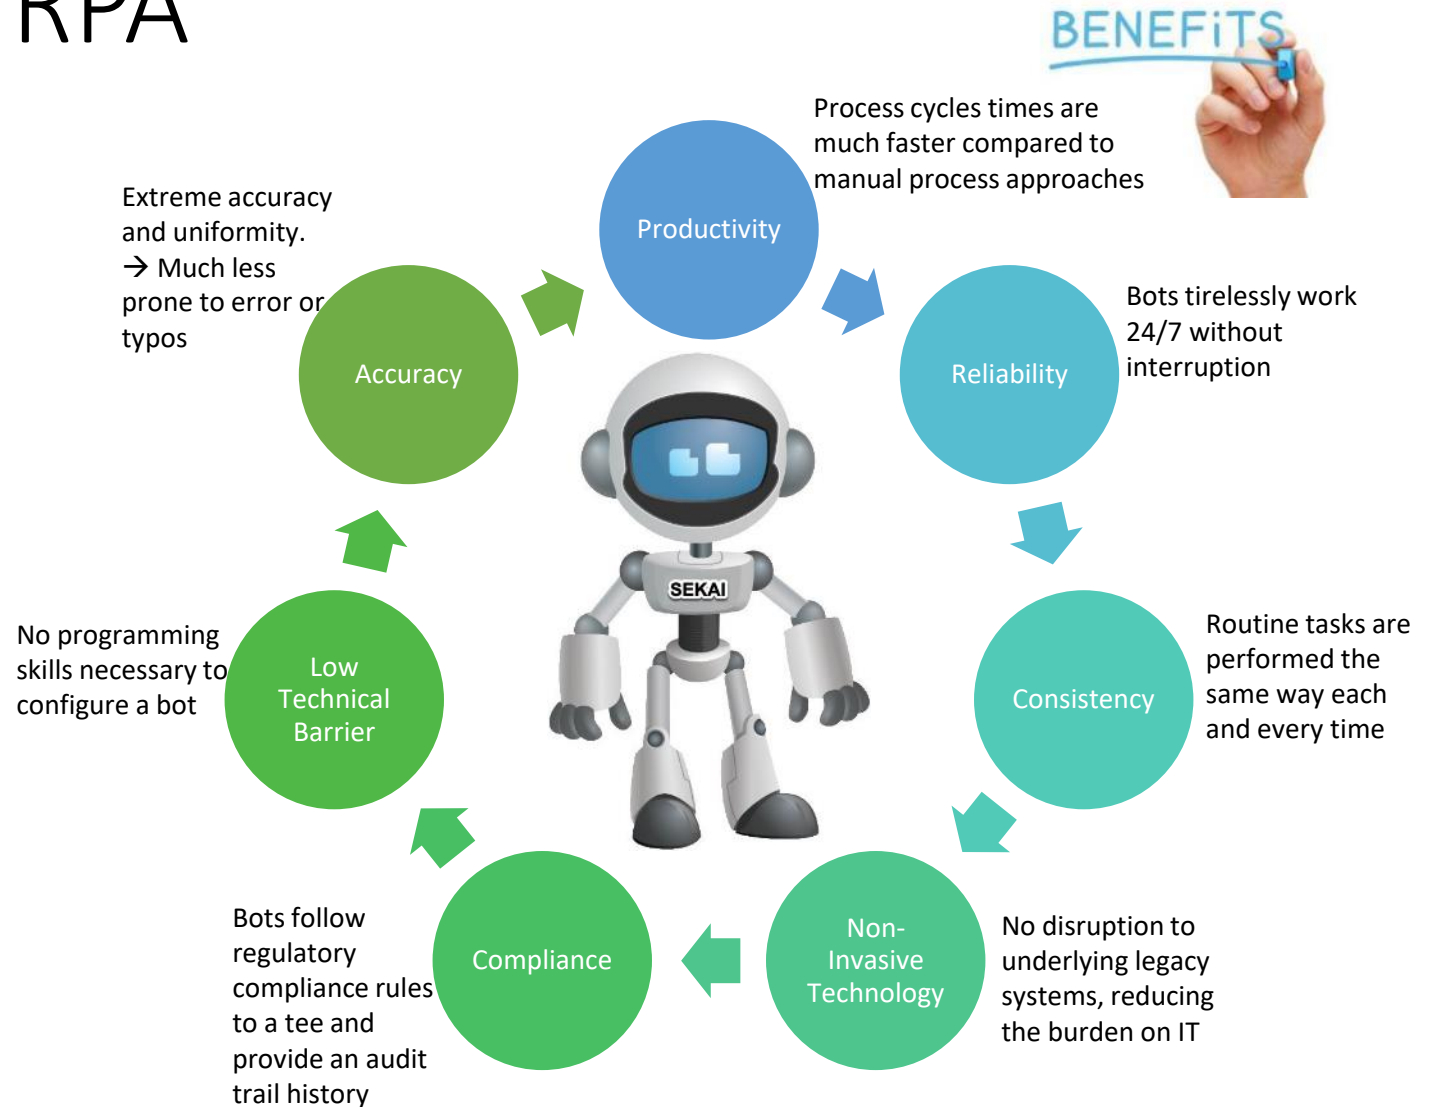 RPA
BENEFiTS
Productivity
Process cycles times are
much faster compared to
manual process approaches
Reliability
Bots tirelessly work
24/7 without
interruption
Consistency
Routine tasks are
performed the
same way each
and every time
Non-
Invasive
Technology
No disruption to
underlying legacy
systems, reducing
the burden on IT
Compliance
Bots follow
regulatory
compliance rules
to a tee and
provide an audit
trail history
Low
Technical
Barrier
No programming
skills necessary to
configure a bot
Accuracy
Extreme accuracy
and uniformity.
→ Much less
prone to error or
typos
SEKAI